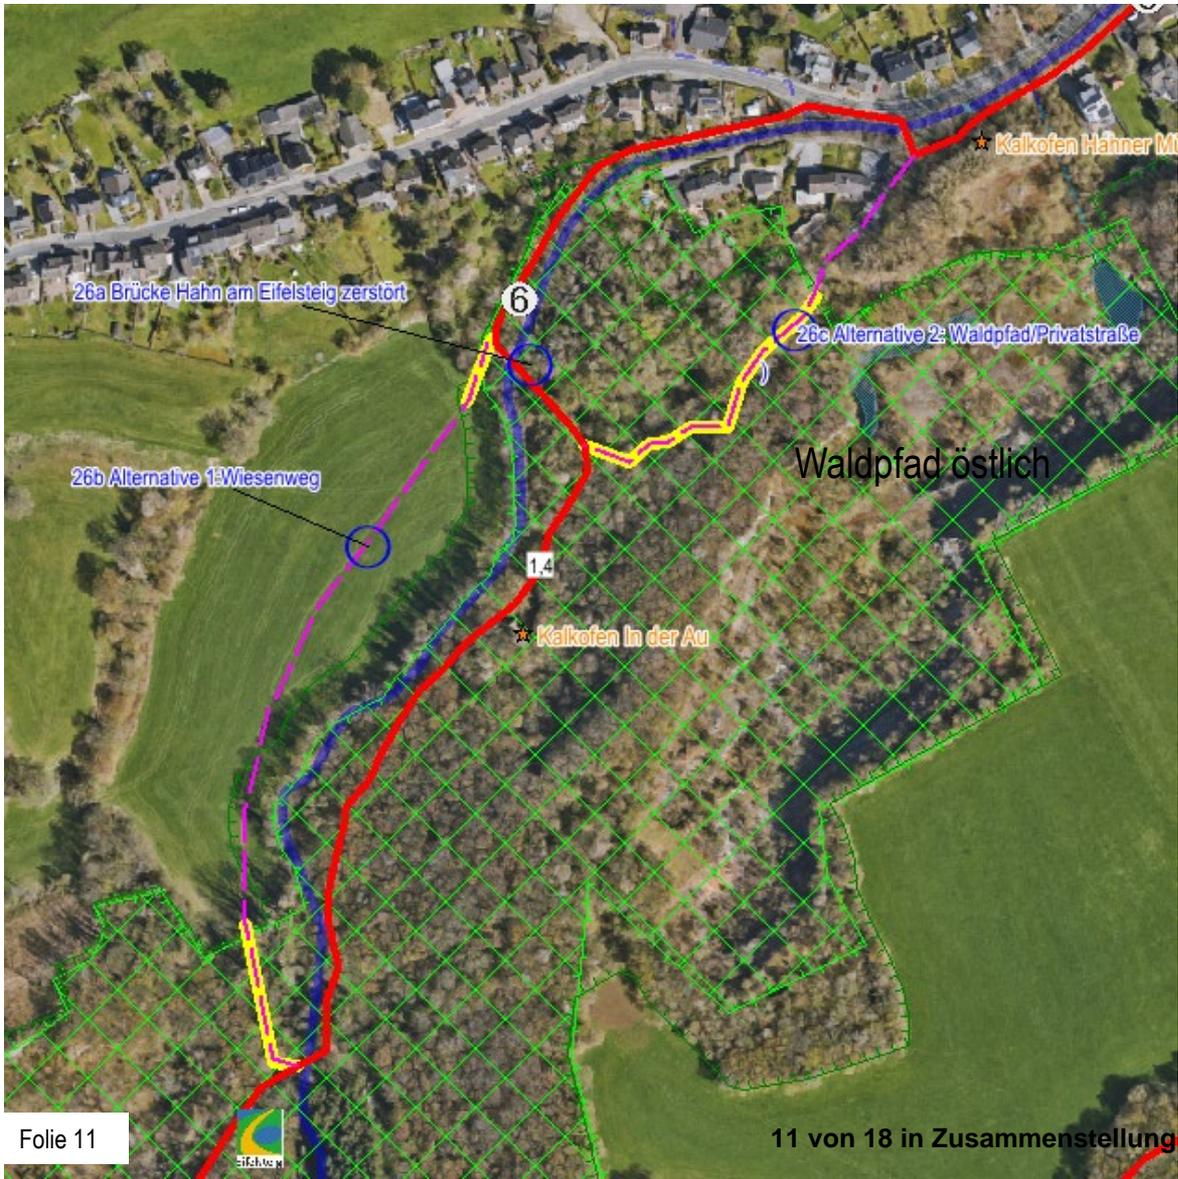 Kalkofen Hahner Mü
26a Brücke Hahn am Eifelsteig zerstört
6
26c Alternative 2: Waldpfad/Privatstraße
Waldpfad östlich
26b Alternative 1:Wiesenweg
1,4
Kalkofen In der Au
Folie 11
11 von 18 in Zusammenstellung